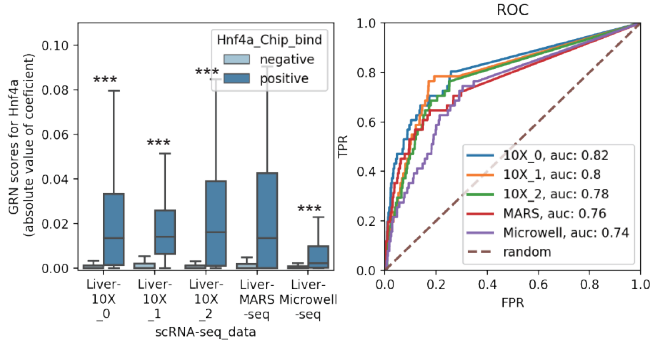 ROC
Hnf4a_Chip_bind
negative
positive
GRN scores for Hnf4a
(absolute value of coefficient)
0.10
0.08
0.06
0.04
0.02
0.00
***
***
***
***
Liver-
10X
_0
Liver-
10X
_1
Liver-
10X
_2
Liver-
MARS
-seq
Liver-
Microwell
-seq
scRNA-seq_data
TPR
1.0
0.8
0.6
0.4
0.2
0.0
10X_0, auc: 0.82
10X_1, auc: 0.8
10X_2, auc: 0.78
MARS, auc: 0.76
Microwell, auc: 0.74
random
0.0 0.2 0.4 0.6 0.8 1.0
FPR